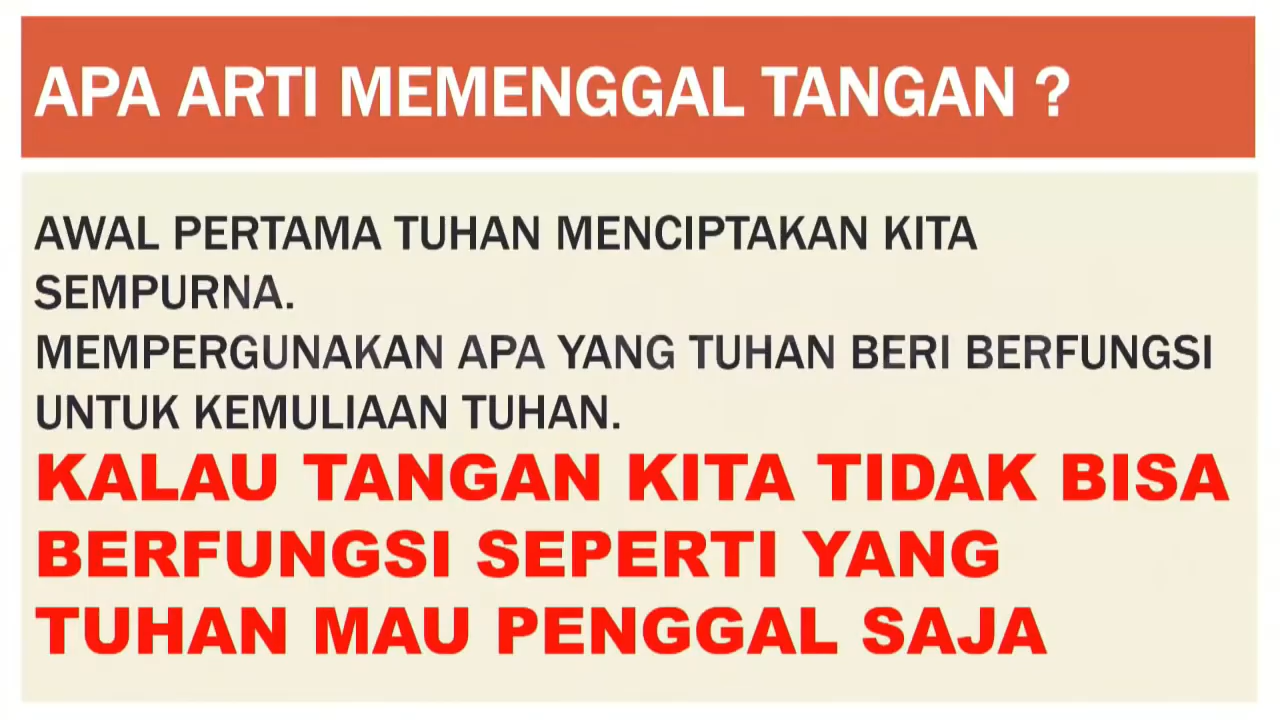 APA ARTI MEMENGGAL TANGAN ?
AWAL PERTAMA TUHAN MENCIPTAKAN KITA
SEMPURNA.
MEMPERGUNAKAN APA YANG TUHAN BERI BERFUNGSI
UNTUK KEMULIAAN TUHAN.
KALAU TANGAN KITA TIDAK BISA
BERFUNGSI SEPERTI YANG
TUHAN MAU PENGGAL SAJA